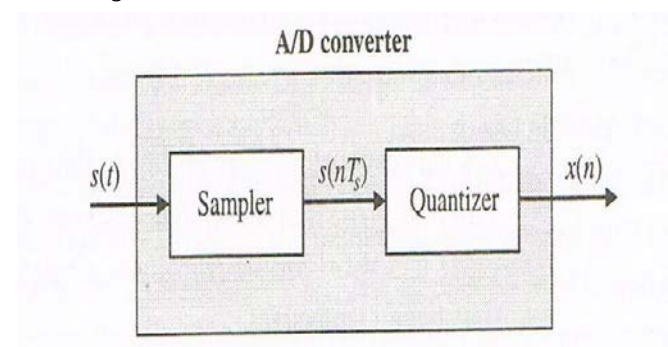 A/D converter
s(t)
Sampler
s(nTs)
Quantizer
x(n)